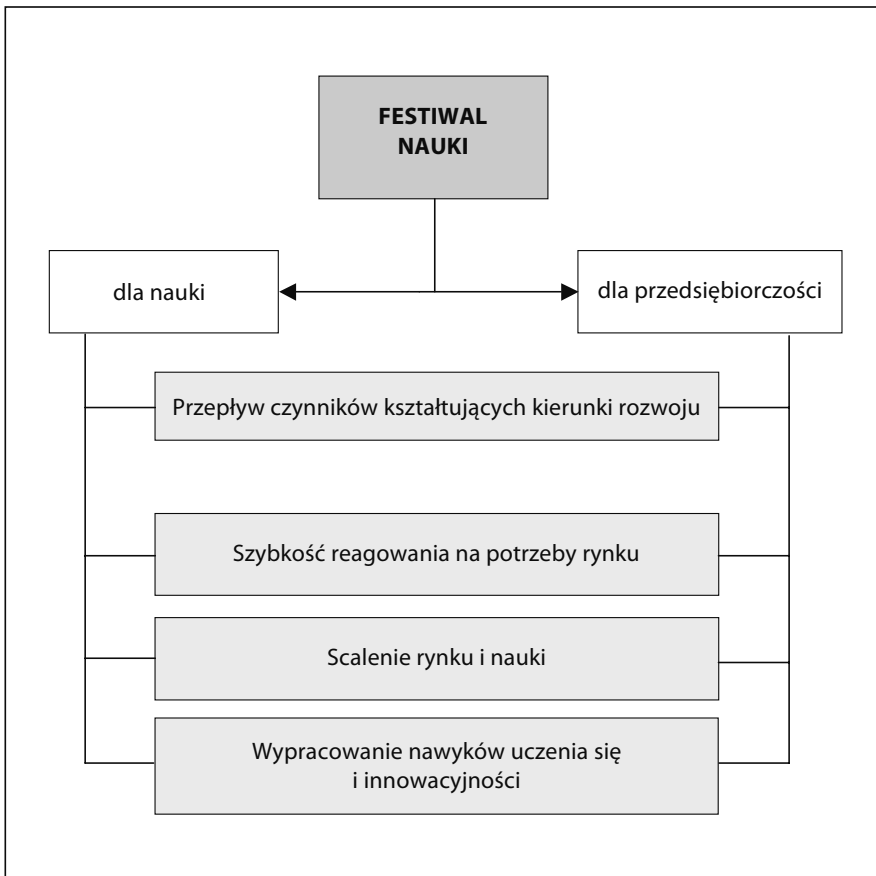 FESTIWAL
NAUKI
dla nauki
dla przedsiębiorczości
Przepływ czynników kształtujących kierunki rozwoju
Szybkość reagowania na potrzeby rynku
Scalenie rynku i nauki
Wypracowanie nawyków uczenia się
i innowacyjności